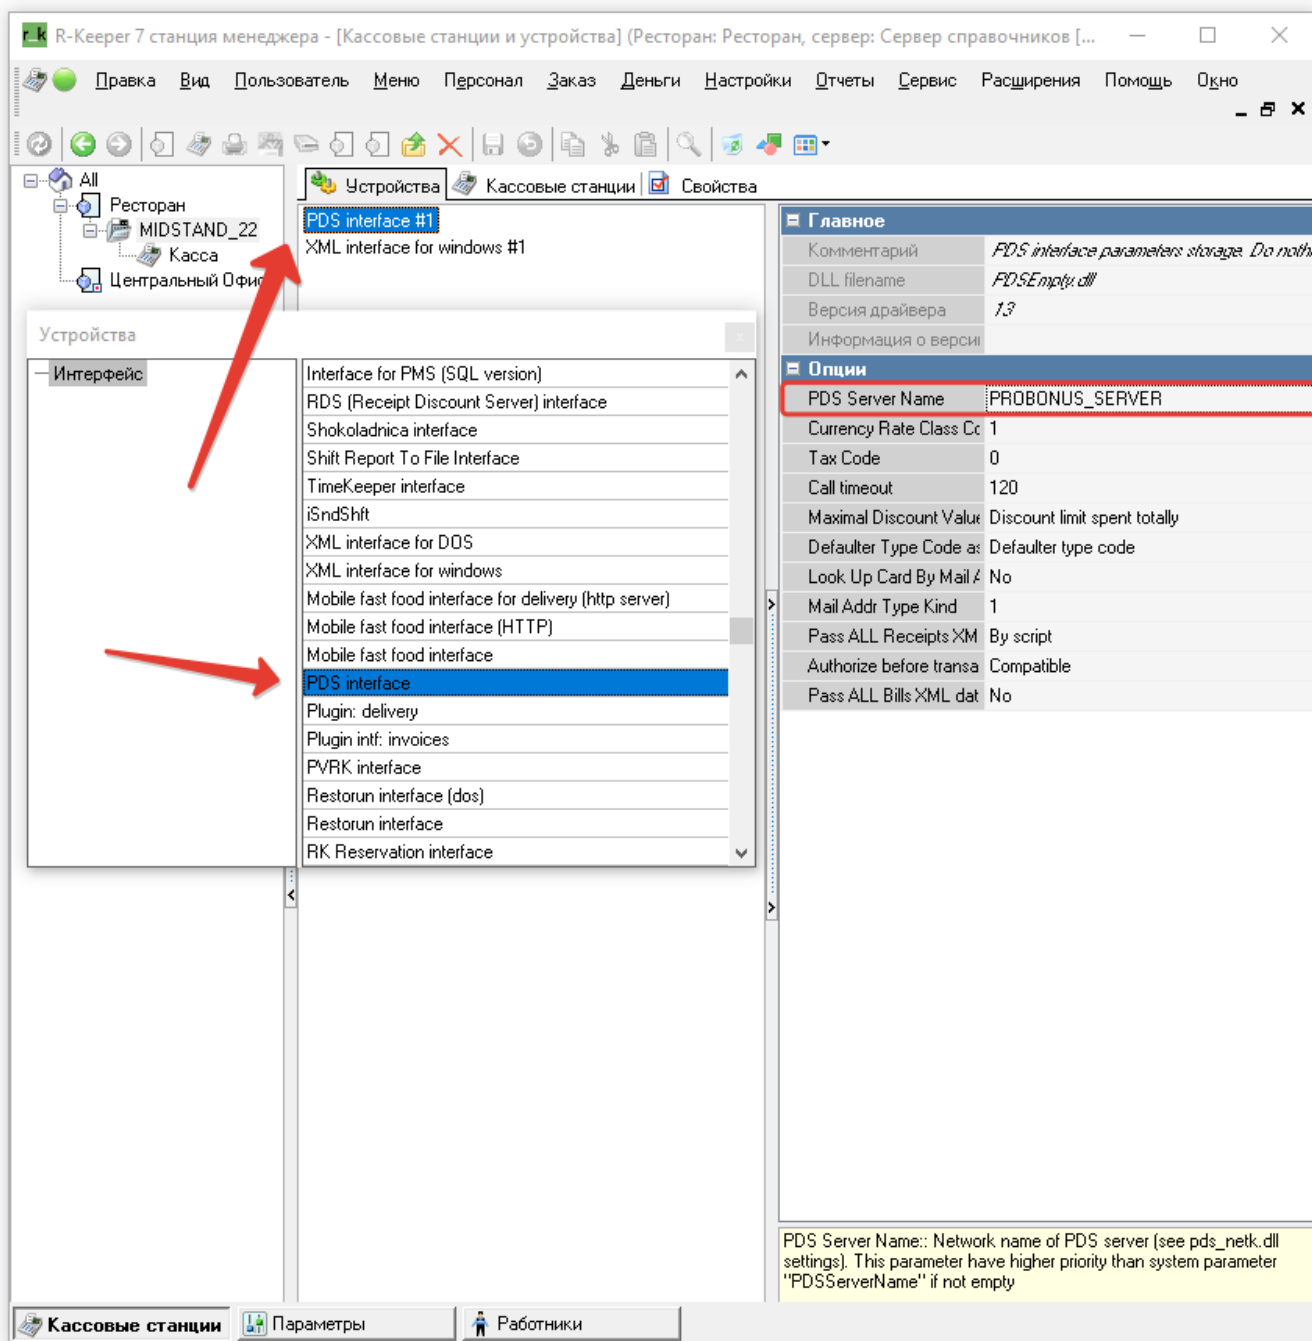 r_k R-Keeper 7 станция менеджера - [Кассовые станции и устройства] (Ресторан: Ресторан, сервер: Сервер справочников [...
Правка Вид Пользователь Меню Персонал Заказ Деньги Настройки Отчеты Сервис Расширения Помощь Окно
All
Ресторан
MIDSTAND_22
Касса
Центральный Офис
Устройства Кассовые станции Свойства
PDS interface #1
XML interface for windows #1
Устройства
Интерфейс
Interface for PMS (SQL version)
RDS (Receipt Discount Server) interface
Shokoladnica interface
Shift Report To File Interface
TimeKeeper interface
iSndShft
XML interface for DOS
XML interface for windows
Mobile fast food interface for delivery (http server)
Mobile fast food interface (HTTP)
Mobile fast food interface
PDS interface
Plugin: delivery
Plugin intf: invoices
PVRK interface
Restorun interface (dos)
Restorun interface
RK Reservation interface
Главное
Комментарий PDS interface parameters storage. Do nothi
DLL filename PDSEmpty.dll
Версия драйвера 1.3
Информация о верси
Опции
PDS Server Name PROBONUS_SERVER
Currency Rate Class Cc 1
Tax Code 0
Call timeout 120
Maximal Discount Value Discount limit spent totally
Defaulter Type Code as Defaulter type code
Look Up Card By Mail A No
Mail Addr Type Kind 1
Pass ALL Receipts XM By script
Authorize before transa Compatible
Pass ALL Bills XML dat No
PDS Server Name:: Network name of PDS server (see pds_netk.dll
settings). This parameter have higher priority than system parameter
"PDSServerName" if not empty
Кассовые станции Параметры Работники